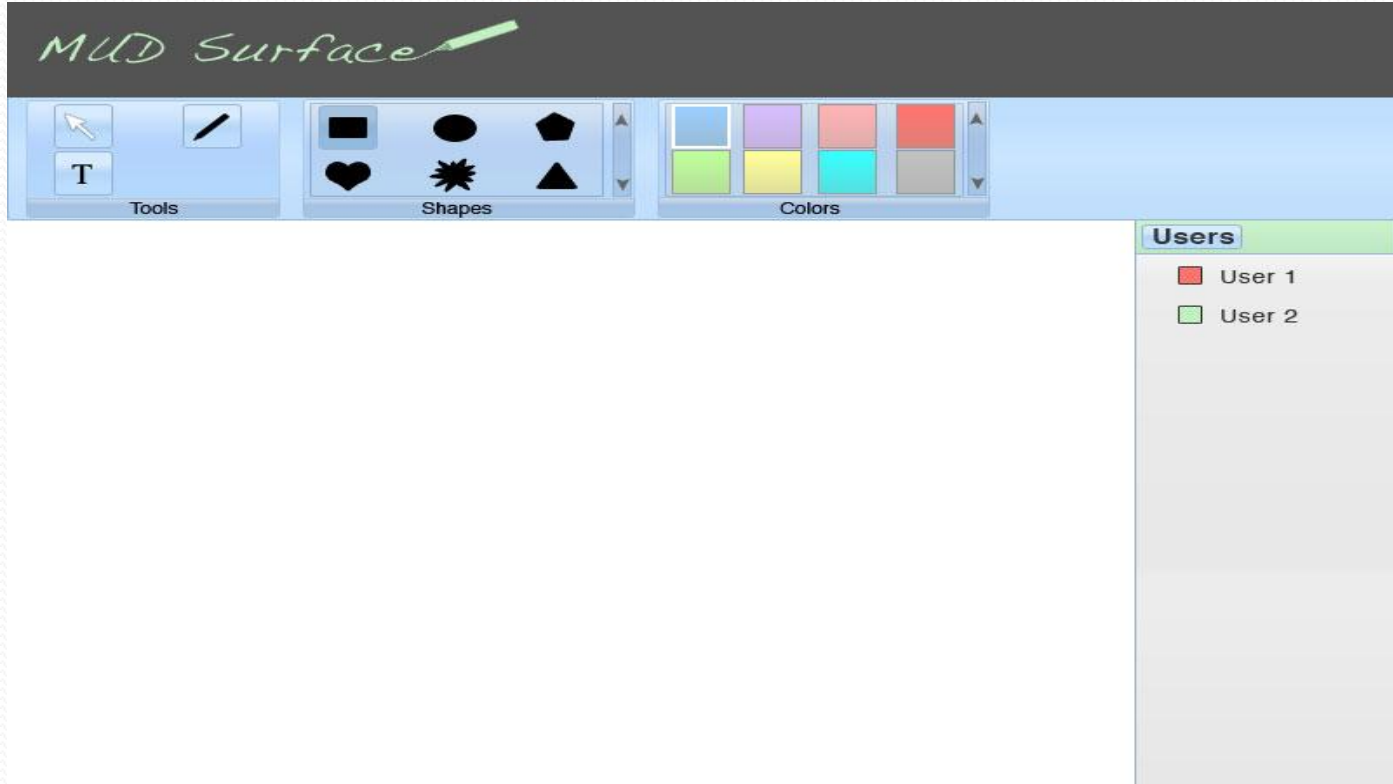 MUD Surface
T
Tools
Shapes
Colors
Users
User 1
User 2